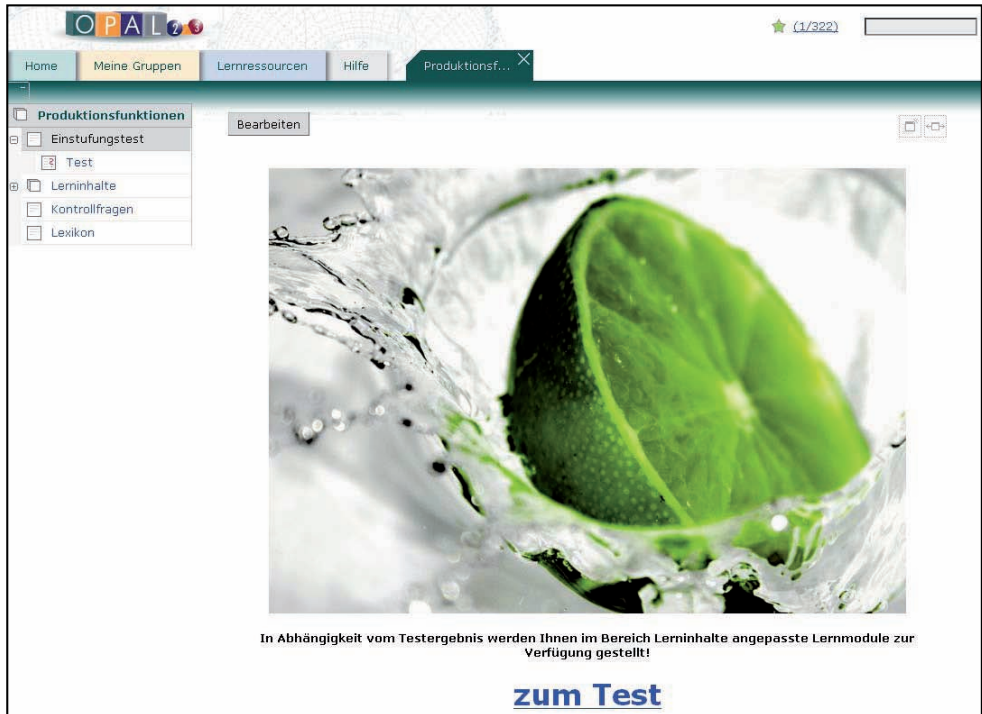 OPAL 23
(1/322)
Home Meine Gruppen Lernressourcen Hilfe Produktionsf...
Produktionsfunktionen
Bearbeiten
Einstufungstest
Test
Lerninhalte
Kontrollfragen
Lexikon
In Abhängigkeit vom Testergebnis werden Ihnen im Bereich Lerninhalte angepasste Lernmodule zur
Verfügung gestellt!
zum Test